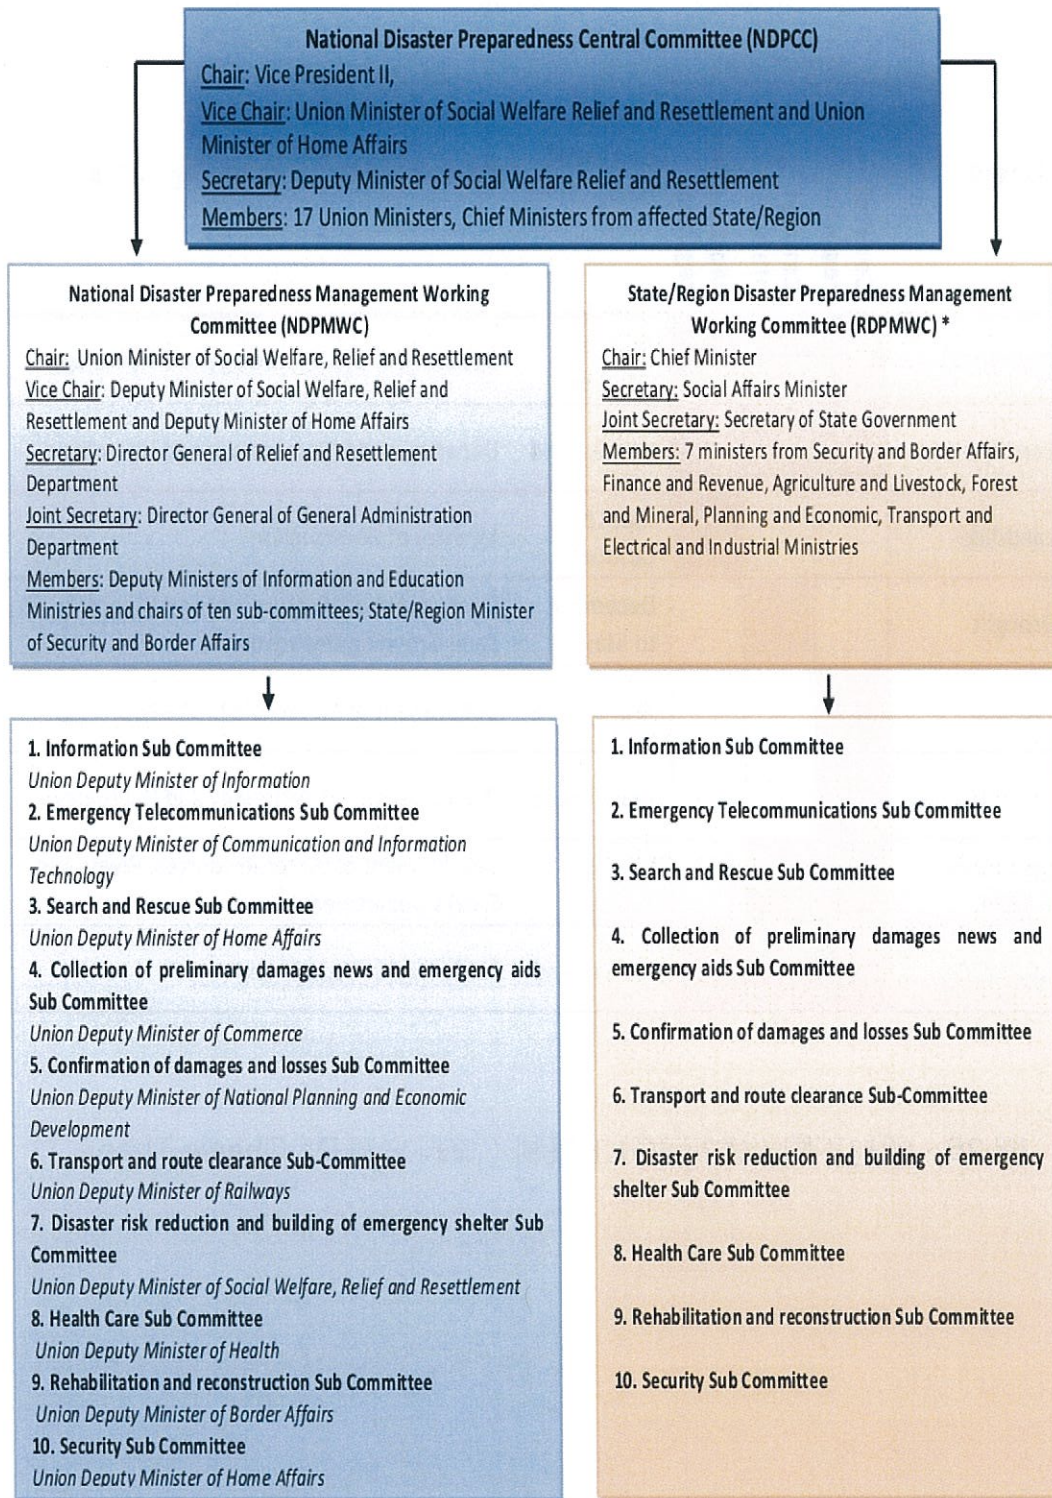 National Disaster Preparedness Central Committee (NDPCC)
Chair: Vice President II,
Vice Chair: Union Minister of Social Welfare Relief and Resettlement and Union
Minister of Home Affairs
Secretary: Deputy Minister of Social Welfare Relief and Resettlement
Members: 17 Union Ministers, Chief Ministers from affected State/Region
National Disaster Preparedness Management Working
Committee (NDPMWC)
Chair: Union Minister of Social Welfare, Relief and Resettlement
Vice Chair: Deputy Minister of Social Welfare, Relief and
Resettlement and Deputy Minister of Home Affairs
Secretary: Director General of Relief and Resettlement
Department
Joint Secretary: Director General of General Administration
Department
Members: Deputy Ministers of Information and Education
Ministries and chairs of ten sub-committees; State/Region Minister
of Security and Border Affairs
State/Region Disaster Preparedness Management
Working Committee (RDPMWC) *
Chair: Chief Minister
Secretary: Social Affairs Minister
Joint Secretary: Secretary of State Government
Members: 7 ministers from Security and Border Affairs,
Finance and Revenue, Agriculture and Livestock, Forest
and Mineral, Planning and Economic, Transport and
Electrical and Industrial Ministries
1. Information Sub Committee
Union Deputy Minister of Information
2. Emergency Telecommunications Sub Committee
Union Deputy Minister of Communication and Information
Technology
3. Search and Rescue Sub Committee
Union Deputy Minister of Home Affairs
4. Collection of preliminary damages news and emergency aids
Sub Committee
Union Deputy Minister of Commerce
5. Confirmation of damages and losses Sub Committee
Union Deputy Minister of National Planning and Economic
Development
6. Transport and route clearance Sub-Committee
Union Deputy Minister of Railways
7. Disaster risk reduction and building of emergency shelter Sub
Committee
Union Deputy Minister of Social Welfare, Relief and Resettlement
8. Health Care Sub Committee
Union Deputy Minister of Health
9. Rehabilitation and reconstruction Sub Committee
Union Deputy Minister of Border Affairs
10. Security Sub Committee
Union Deputy Minister of Home Affairs
1. Information Sub Committee
2. Emergency Telecommunications Sub Committee
3. Search and Rescue Sub Committee
4. Collection of preliminary damages news and
emergency aids Sub Committee
5. Confirmation of damages and losses Sub Committee
6. Transport and route clearance Sub-Committee
7. Disaster risk reduction and building of emergency
shelter Sub Committee
8. Health Care Sub Committee
9. Rehabilitation and reconstruction Sub Committee
10. Security Sub Committee